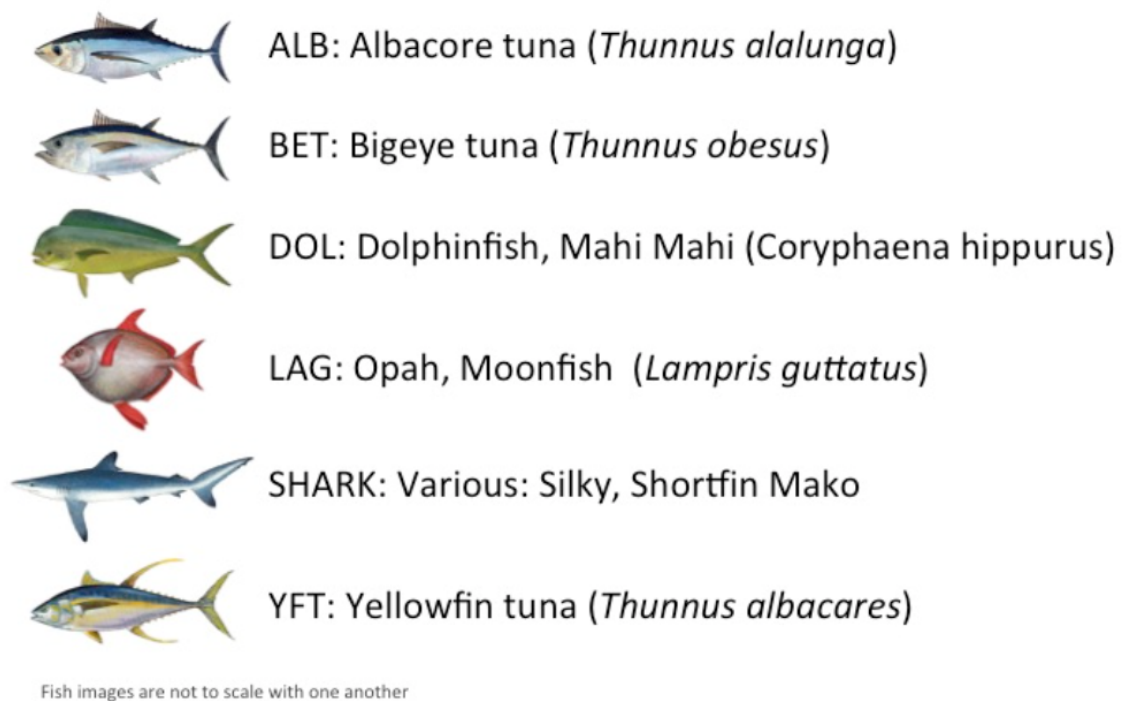 ALB: Albacore tuna (Thunnus alalunga)
BET: Bigeye tuna (Thunnus obesus)
DOL: Dolphinfish, Mahi Mahi (Coryphaena hippurus)
LAG: Opah, Moonfish (Lampris guttatus)
SHARK: Various: Silky, Shortfin Mako
YFT: Yellowfin tuna (Thunnus albacares)
Fish images are not to scale with one another